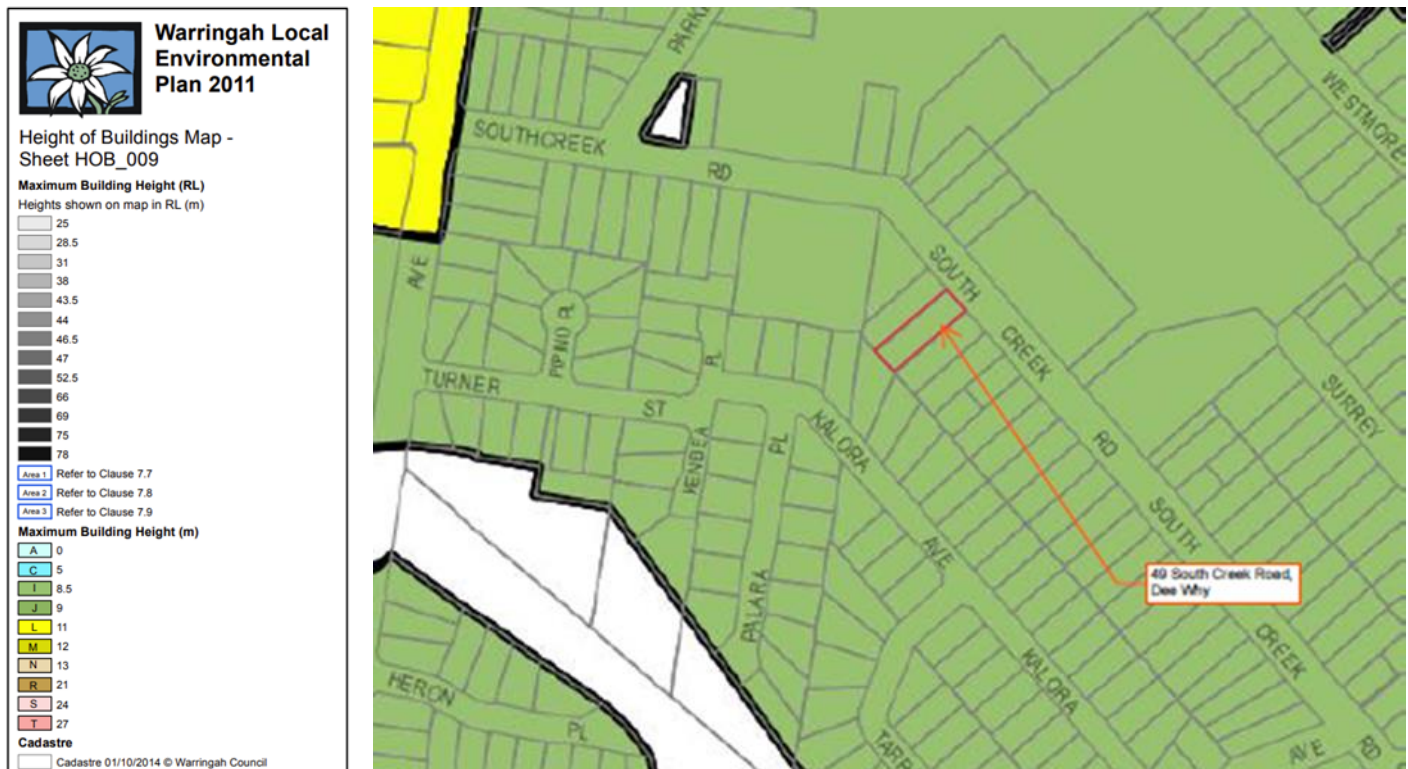 Warringah Local
Environmental
Plan 2011
Height of Buildings Map -
Sheet HOB_009
Maximum Building Height (RL)
Heights shown on map in RL (m)
25
28.5
31
38
43.5
44
46.5
47
52.5
66
69
75
78
Area 1 Refer to Clause 7.7
Area 2 Refer to Clause 7.8
Area 3 Refer to Clause 7.9
Maximum Building Height (m)
A 0
C 5
I 8.5
J 9
L 11
M 12
N 13
R 21
S 24
T 27
Cadastre
Cadastre 01/10/2014 © Warringah Council
WESTMORE
SOUTHCREEK
RD
AVE
SOUTH
CREEK
RD
SOUTH
CREEK
RD
PL
TURNER
ST
PL
SURREY
KALORA
AVE
KALORA
PL
PALARA
49 South Creek Road,
Dee Why
HERON
PL
AVE